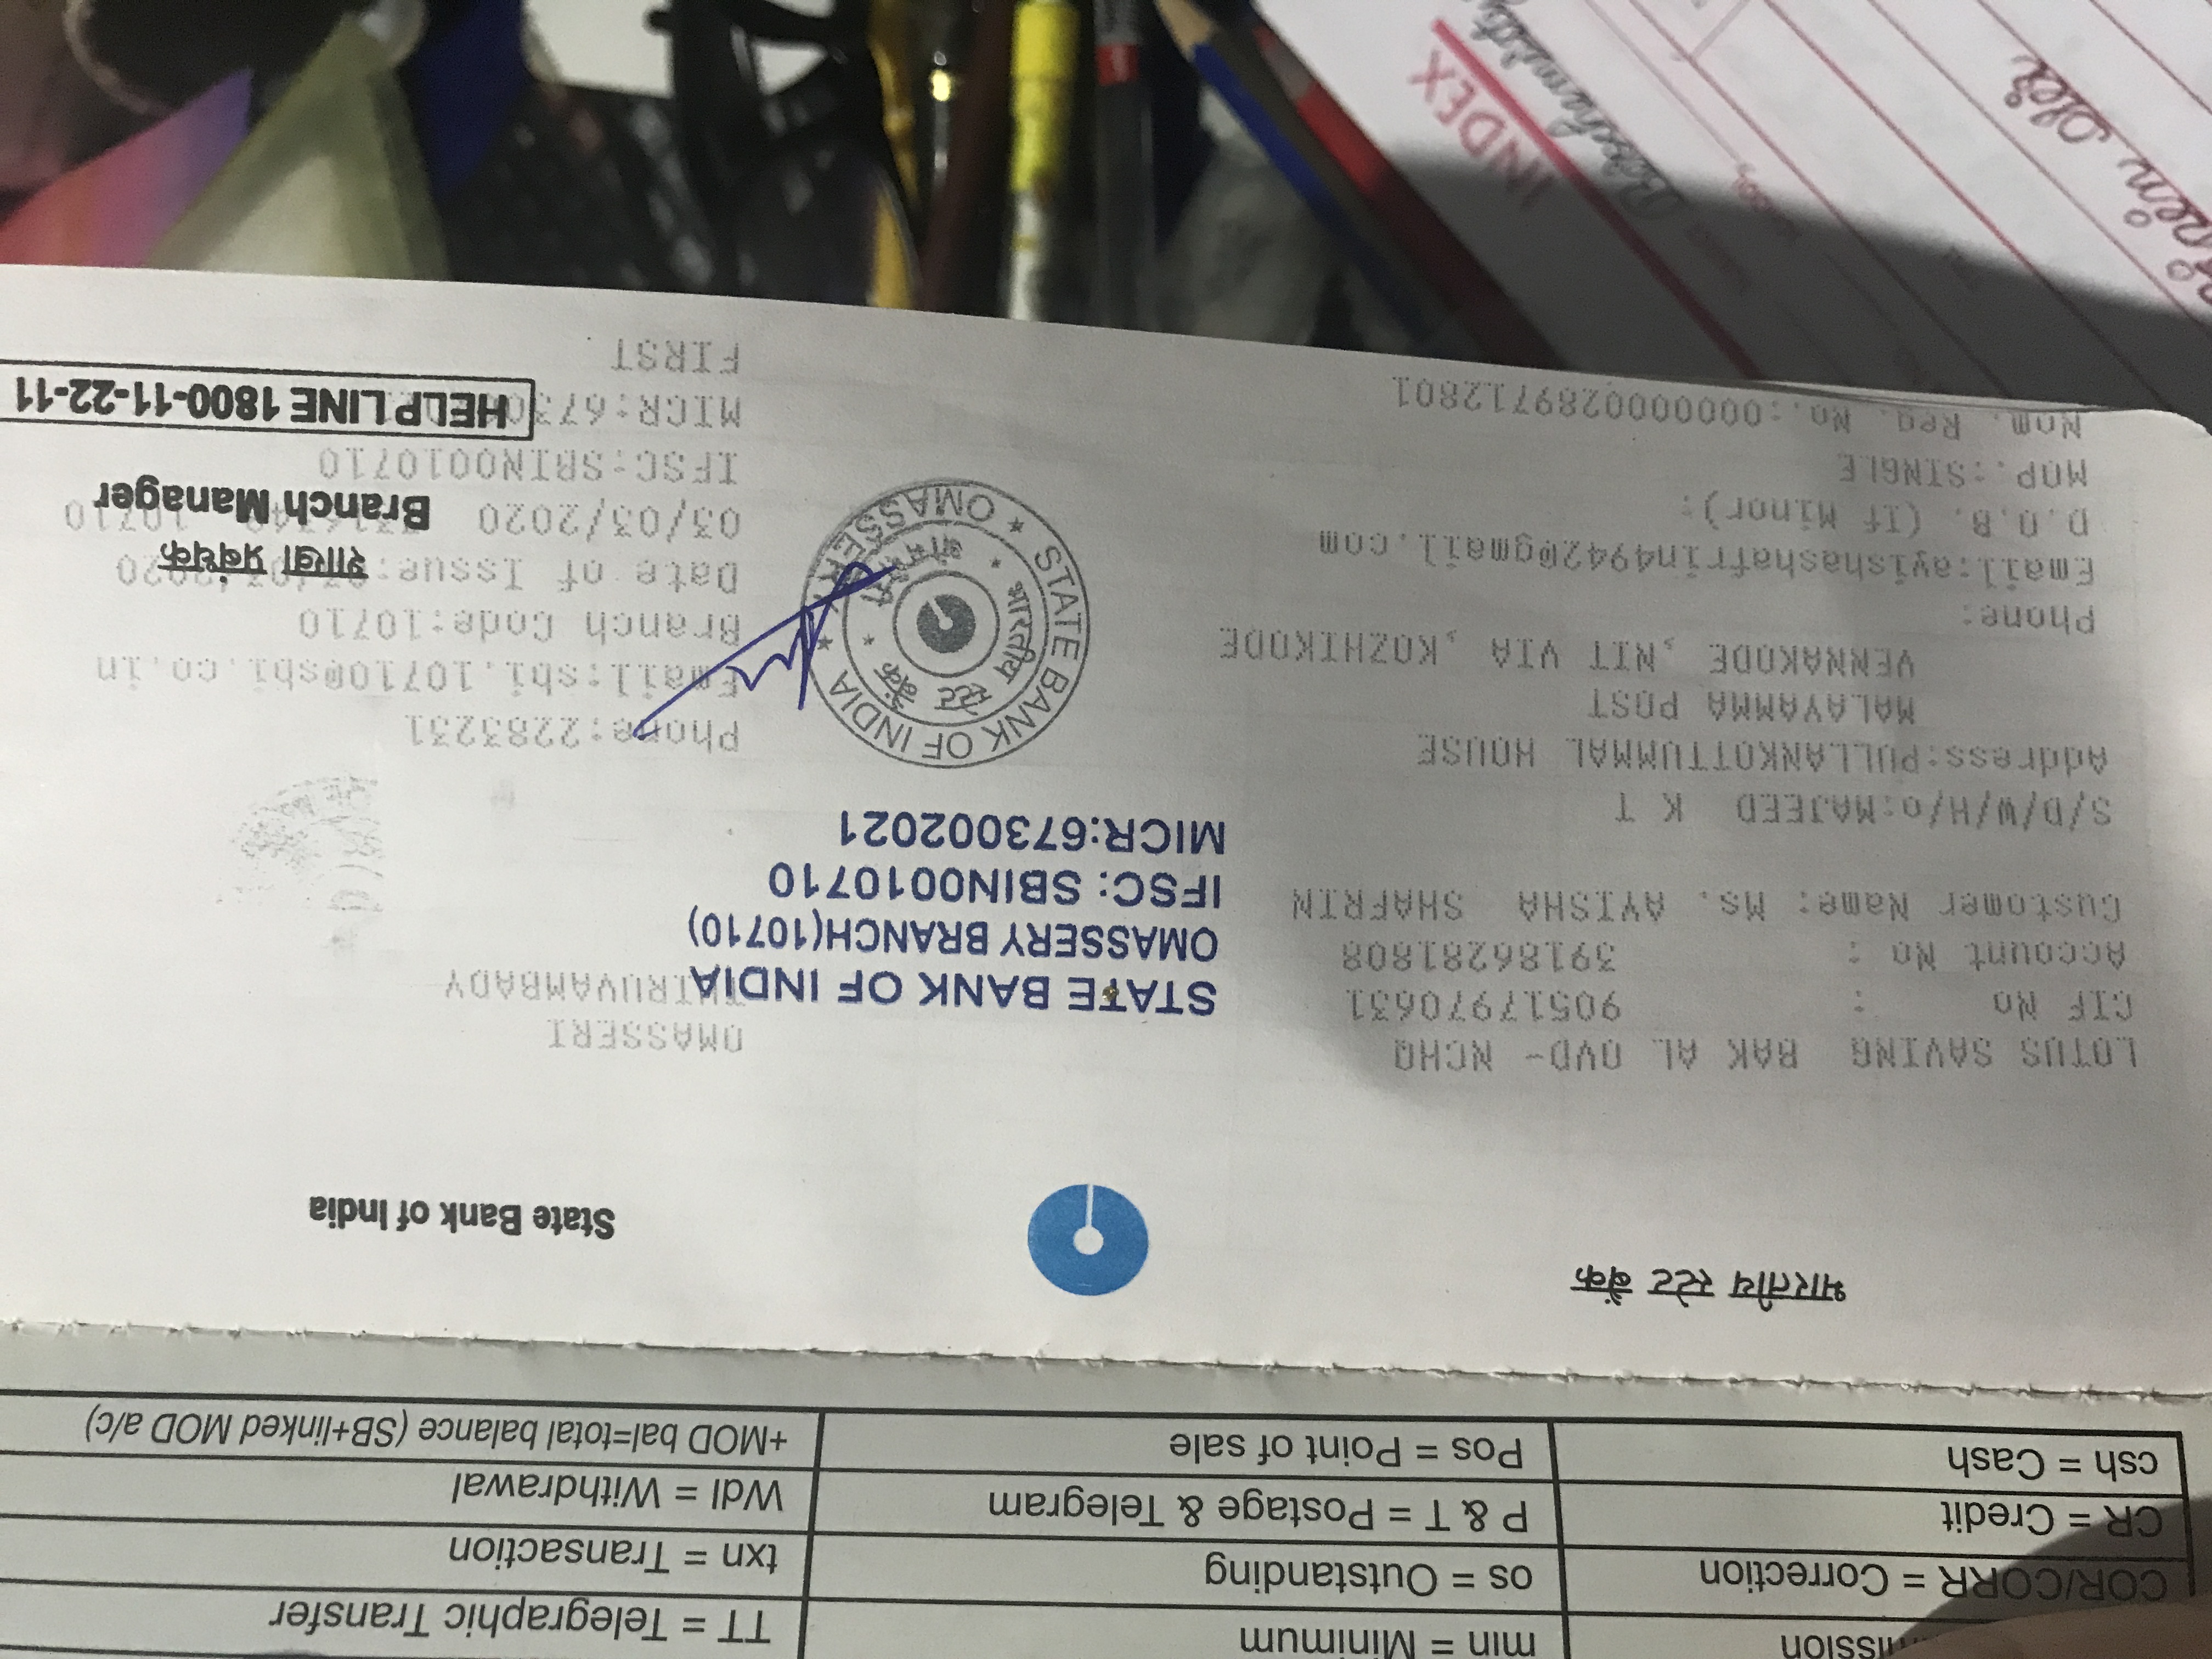 min = Minimum
TT = Telegraphic Transfer
COR/CORR = Correction
os = Outstanding
txn = Transaction
CR = Credit
P & T = Postage & Telegram
Wdl = Withdrawal
csh = Cash
Pos = Point of sale
+MOD bal=total balance (SB+linked MOD a/c)
भारतीय स्टेट बैंक
State Bank of India
LOTUS SAVING BAK AL OVD- NCHQ
CIF No : 90517970631
Account No : 39186281808
Customer Name: Ms. AYISHA SHAFRIN
S/D/W/H/o:MAJEED K T
Address:PULLANKOTTUMMAL HOUSE
MALAYAMMA POST
VENNAKODE ,NIT VIA ,KOZHIKODE
Phone:
Email:ayishashafrin4942@gmail.com
D.O.B. (If Minor):
MOP.:SINGLE
Nom. Reg. No.:0000000289712801
OMASSERI
THIRUVAMBADY
STATE BANK OF INDIA
OMASSERY BRANCH(10710)
IFSC: SBIN0010710
MICR:673002021
Phone:2283231
Email:sbi.10710@sbi.co.in
Branch Code:10710
Date of Issue:
03/03/2020
IFSC:SBIN0010710
MICR:673
FIRST
STATE BANK OF INDIA
OMASSERY
भारतीय स्टेट बैंक
शाखा प्रबंधक
Branch Manager
HELPLINE 1800-11-22-11
INDEX
Biochemistry